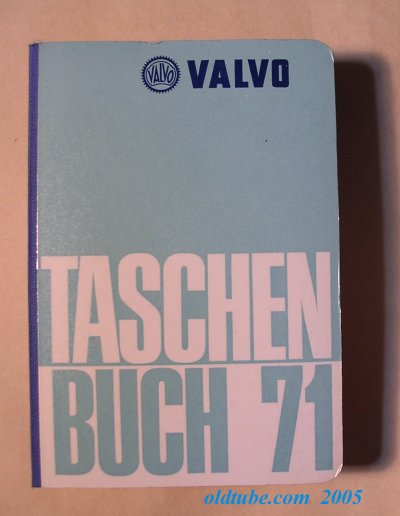 VALVO VALVO
TASCHEN
BUCH 71
oldtube.com 2005